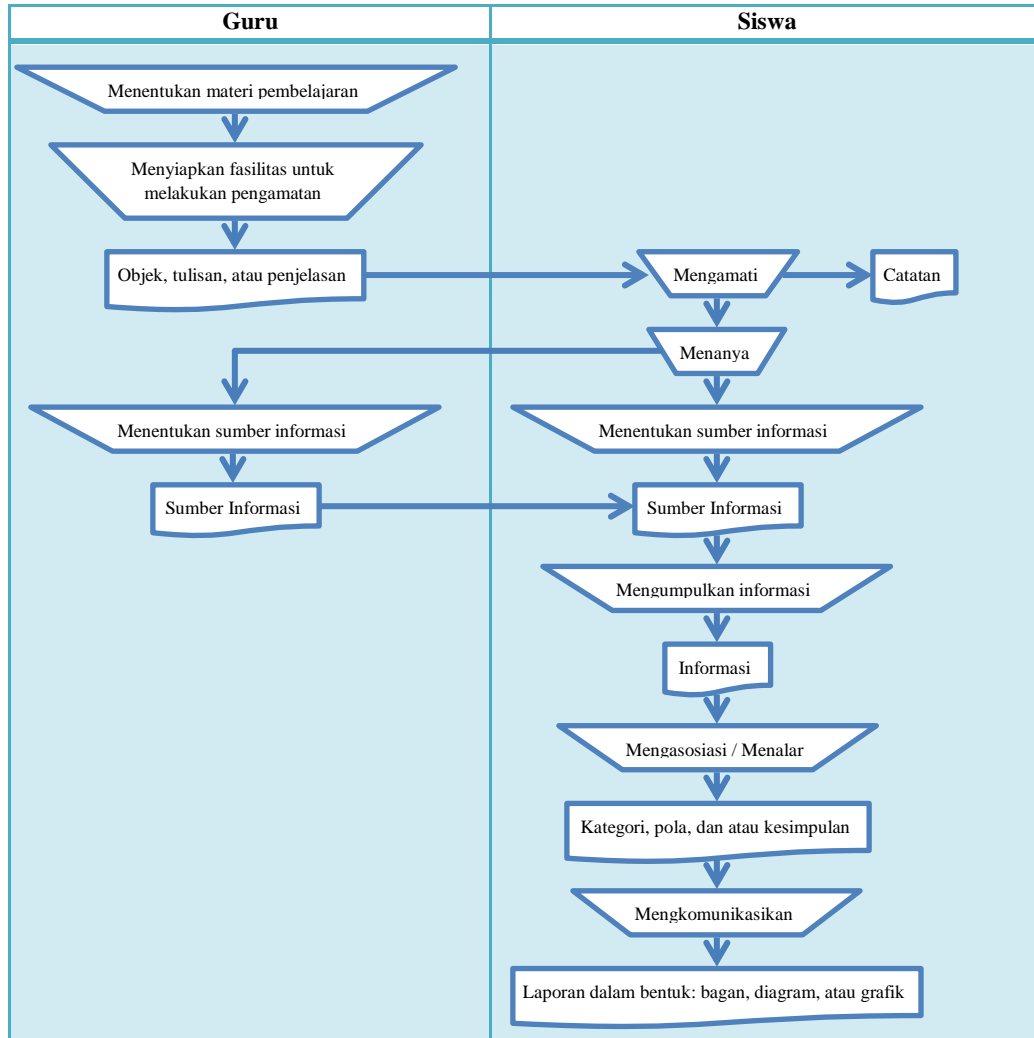 Guru
Siswa
Menentukan materi pembelajaran
Menyiapkan fasilitas untuk
melakukan pengamatan
Objek, tulisan, atau penjelasan
Mengamati
Catatan
Menanya
Menentukan sumber informasi
Menentukan sumber informasi
Sumber Informasi
Sumber Informasi
Mengumpulkan informasi
Informasi
Mengasosiasi / Menalar
Kategori, pola, dan atau kesimpulan
Mengkomunikasikan
Laporan dalam bentuk: bagan, diagram, atau grafik